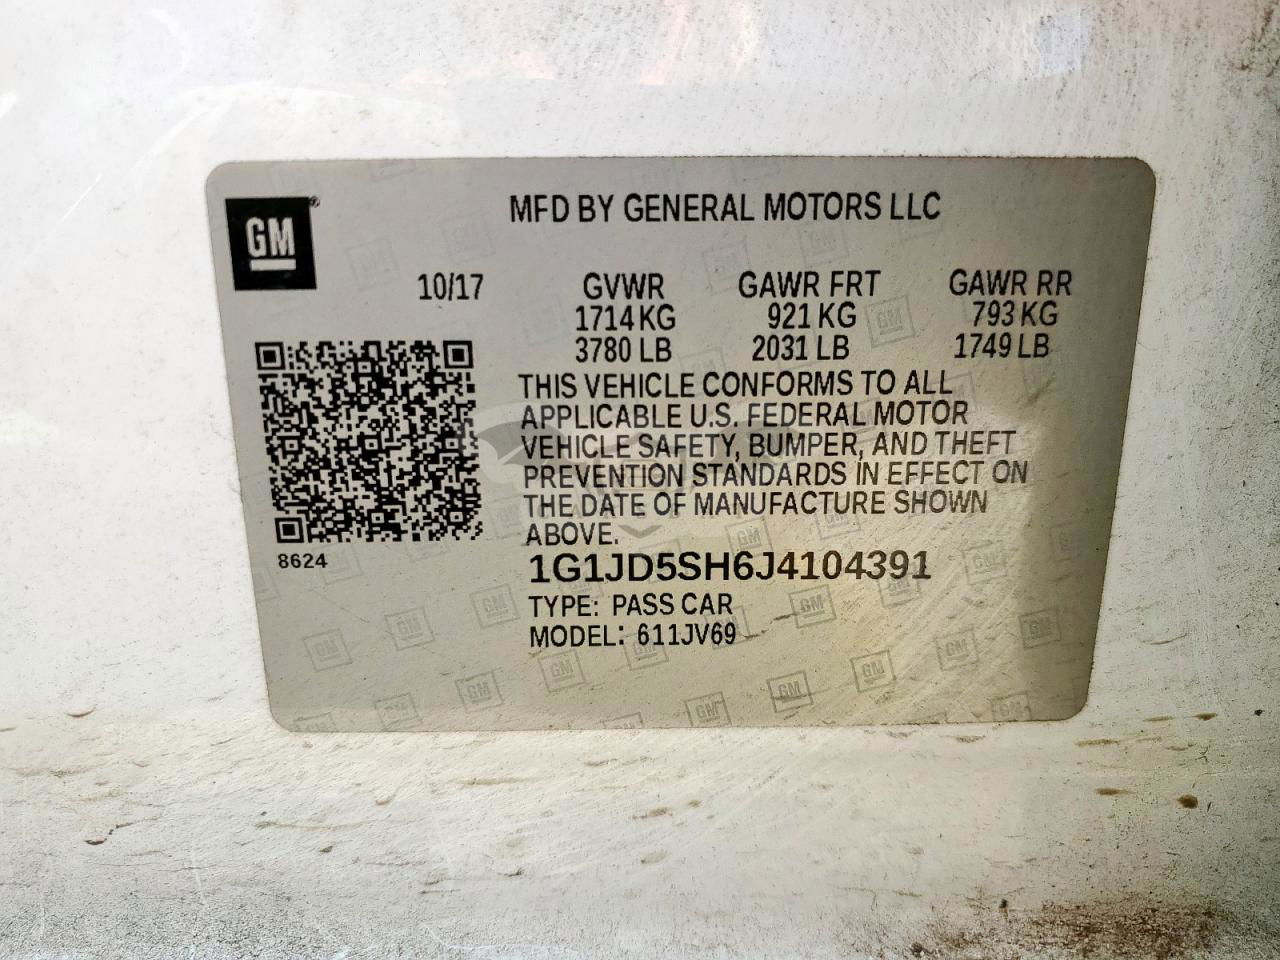 GM®
MFD BY GENERAL MOTORS LLC
10/17 GVWR GAWR FRT GAWR RR
1714 KG 921 KG 793 KG
3780 LB 2031 LB 1749 LB
THIS VEHICLE CONFORMS TO ALL
APPLICABLE U.S. FEDERAL MOTOR
VEHICLE SAFETY, BUMPER, AND THEFT
PREVENTION STANDARDS IN EFFECT ON
THE DATE OF MANUFACTURE SHOWN
ABOVE.
8624
1G1JD5SH6J4104391
TYPE: PASS CAR
MODEL: 611JV69